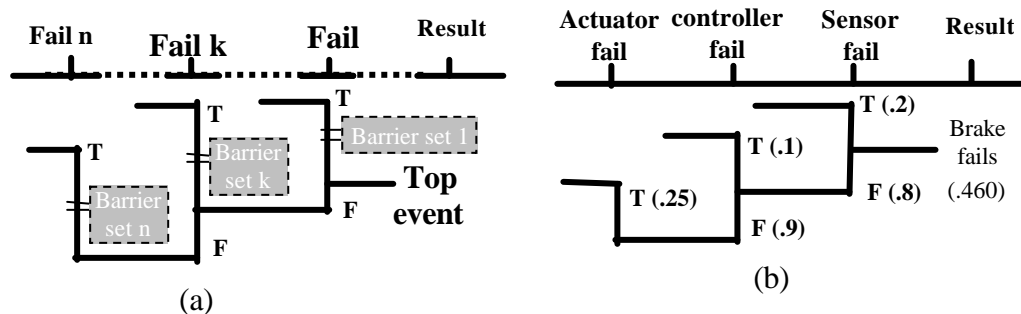 Fail n
Fail k
Fail
Result
T
T
T
Barrier set 1
Barrier
set k
Barrier
set n
Top
event
F
F
(a)
Actuator
fail
controller
fail
Sensor
fail
Result
T (.2)
T (.1)
T (.25)
F (.8)
F (.9)
Brake
fails
(.460)
(b)